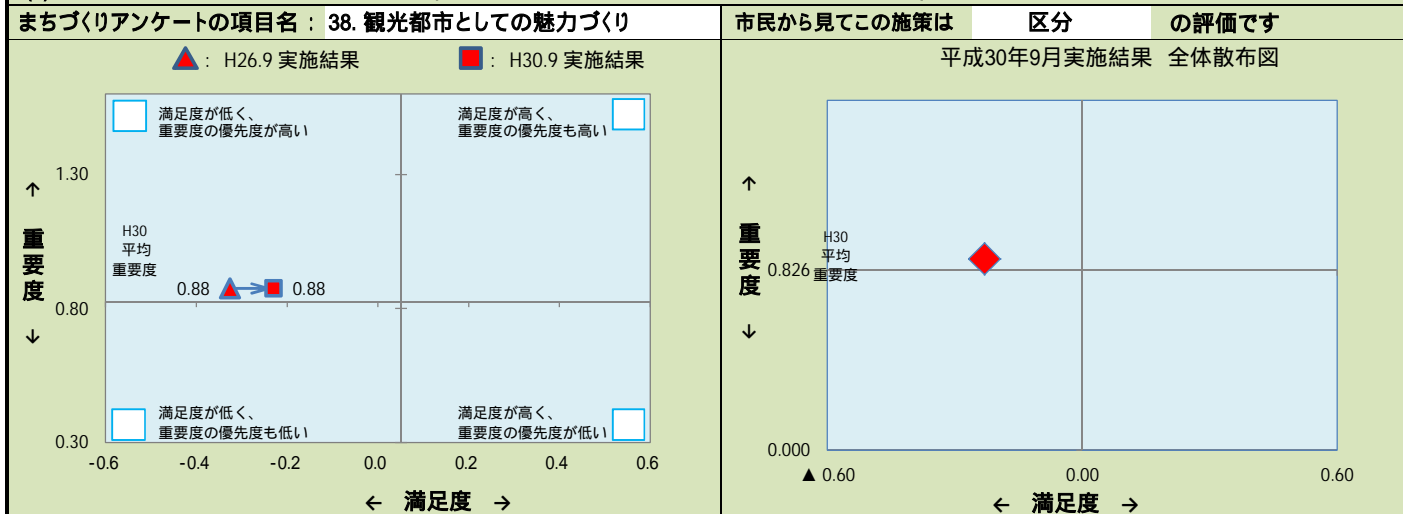 まちづくりアンケートの項目名： 38. 観光都市としての魅力づくり
▲： H26.9 実施結果　■： H30.9 実施結果
満足度が低く、
重要度の優先度が高い
満足度が高く、
重要度の優先度も高い
↑ 重要度 ↓
1.30
H30
平均
重要度
0.88
0.88
0.80
満足度が低く、
重要度の優先度も低い
満足度が高く、
重要度の優先度が低い
0.30
-0.6 -0.4 -0.2 0.0 0.2 0.4 0.6
← 満足度 →
市民から見てこの施策は 区分 の評価です
平成30年9月実施結果 全体散布図
↑ 重要度 ↓
H30
平均
重要度
0.826
0.000
▲ 0.60 0.00 0.60
← 満足度 →